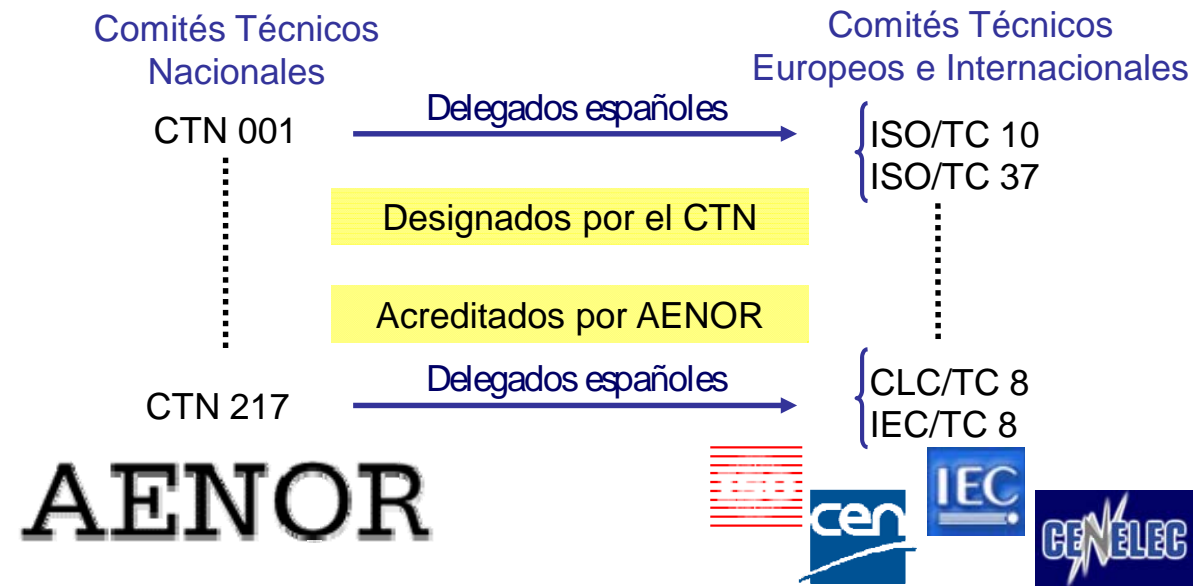 Comités Técnicos
Nacionales
Comités Técnicos
Europeos e Internacionales
CTN 001
Delegados españoles
ISO/TC 10
ISO/TC 37
Designados por el CTN
Acreditados por AENOR
CTN 217
Delegados españoles
CLC/TC 8
IEC/TC 8
AENOR
ISO
cen
IEC
CENELEC